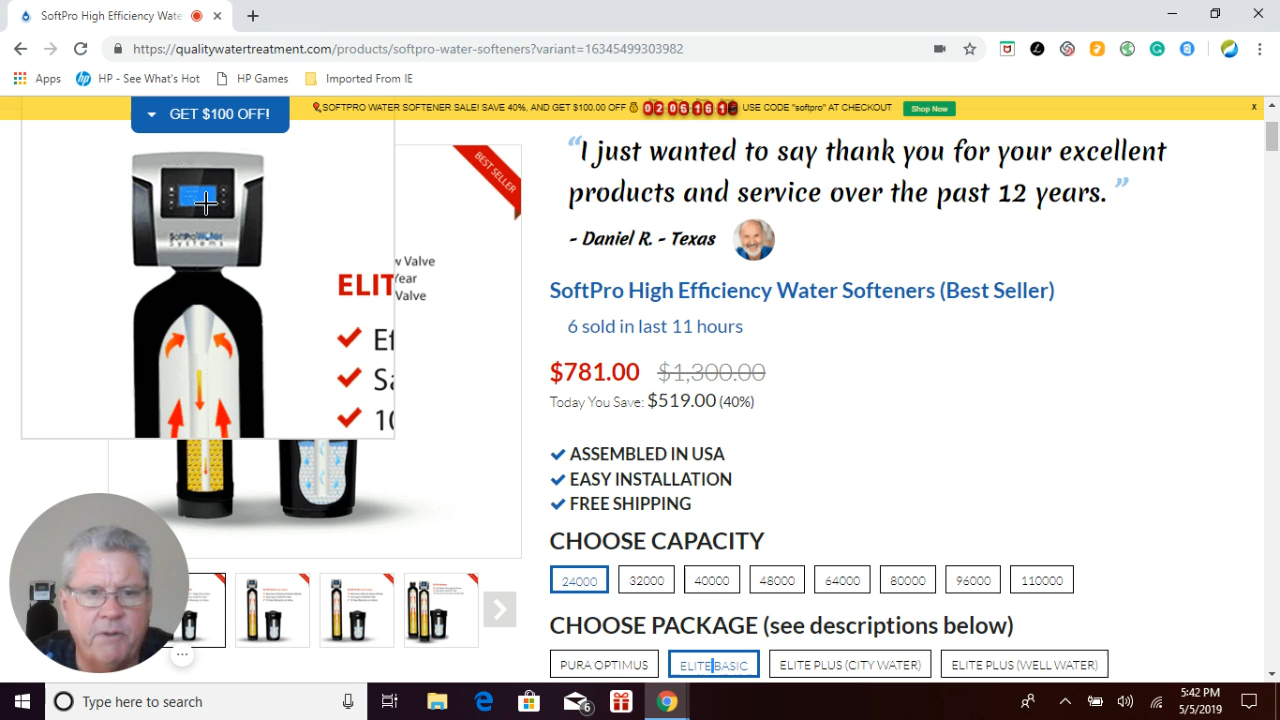 SoftPro High Efficiency Wate
https://qualitywatertreatment.com/products/softpro-water-softeners?variant=16345499303982
Apps
HP - See What's Hot
HP Games
Imported From IE
GET $100 OFF!
SOFTPRO WATER SOFTENER SALE! SAVE 40%, AND GET $100.00 OFF
USE CODE "softpro" AT CHECKOUT
Shop Now
x
BEST SELLER
SoftProWater
Systems
w Valve
Year
Valve
ELIT
Ef
Sa
10
"I just wanted to say thank you for your excellent
products and service over the past 12 years."
- Daniel R. - Texas
SoftPro High Efficiency Water Softeners (Best Seller)
6 sold in last 11 hours
$781.00 $1,300.00
Today You Save: $519.00 (40%)
ASSEMBLED IN USA
EASY INSTALLATION
FREE SHIPPING
CHOOSE CAPACITY
24000 32000 40000 48000 64000 80000 96000 110000
CHOOSE PACKAGE (see descriptions below)
PURA OPTIMUS ELITE BASIC ELITE PLUS (CITY WATER) ELITE PLUS (WELL WATER)
Type here to search
6
5:42 PM
5/5/2019